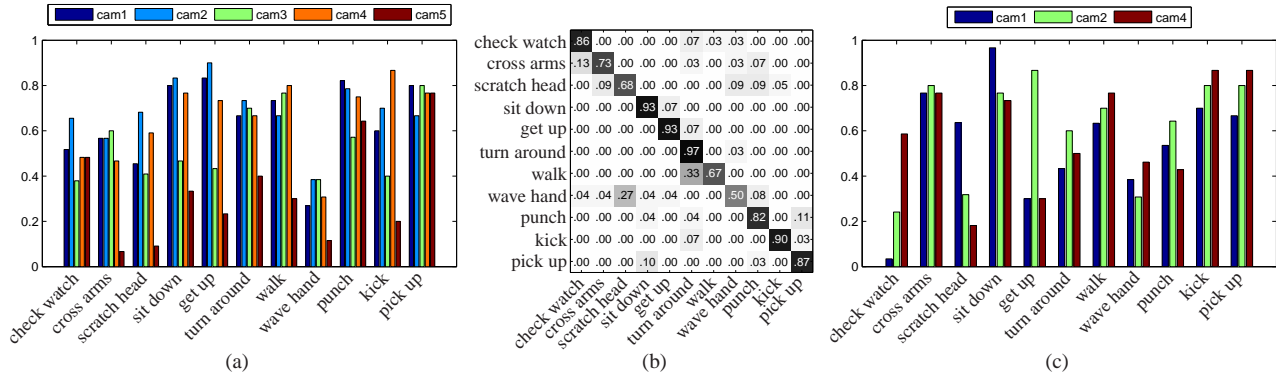 cam1 cam2 cam3 cam4 cam5
1
0.8
0.6
0.4
0.2
0
check watch
cross arms
scratch head
sit down
get up
turn around
walk
wave hand
punch
kick
pick up
(a)
check watch .86 .00 .00 .00 .00 .07 .03 .03 .00 .00 .00
cross arms .13 .73 .00 .00 .00 .03 .00 .03 .07 .00 .00
scratch head .00 .09 .68 .00 .00 .00 .00 .09 .09 .05 .00
sit down .00 .00 .00 .93 .07 .00 .00 .00 .00 .00 .00
get up .00 .00 .00 .00 .93 .07 .00 .00 .00 .00 .00
turn around .00 .00 .00 .00 .00 .97 .00 .03 .00 .00 .00
walk .00 .00 .00 .00 .00 .33 .67 .00 .00 .00 .00
wave hand .04 .04 .27 .04 .04 .00 .00 .50 .08 .00 .00
punch .00 .00 .04 .00 .00 .04 .00 .00 .82 .00 .11
kick .00 .00 .00 .00 .00 .07 .00 .00 .00 .90 .03
pick up .00 .00 .00 .10 .00 .00 .00 .00 .03 .00 .87
check watch
cross arms
scratch head
sit down
get up
turn around
walk
wave hand
punch
kick
pick up
(b)
cam1 cam2 cam4
1
0.8
0.6
0.4
0.2
0
check watch
cross arms
scratch head
sit down
get up
turn around
walk
wave hand
punch
kick
pick up
(c)